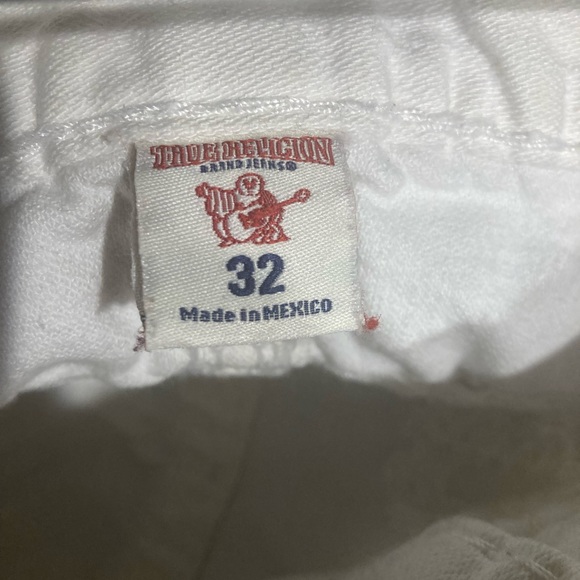 TRUE RELIGION
BRAND JEANS®
32
Made in MEXICO